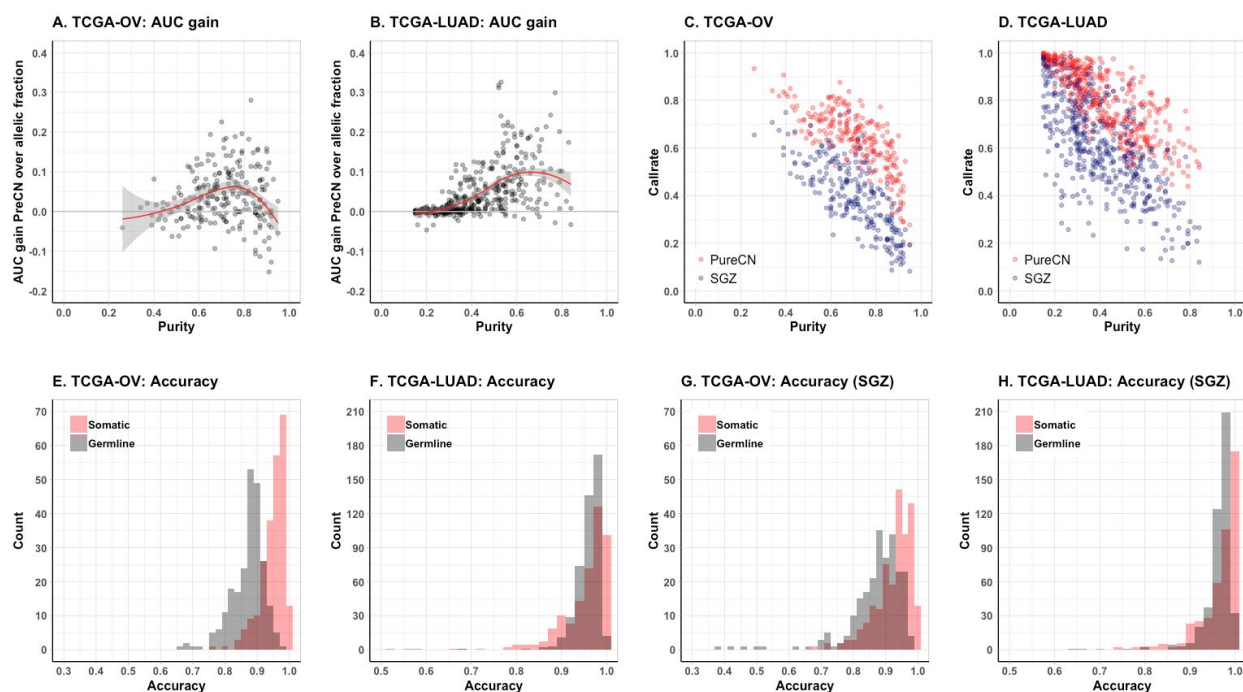 A. TCGA-OV: AUC gain
AUC gain PreCN over allelic fraction
0.4
0.3
0.2
0.1
0.0
-0.1
-0.2
0.0 0.2 0.4 0.6 0.8 1.0
Purity
B. TCGA-LUAD: AUC gain
AUC gain PreCN over allelic fraction
0.4
0.3
0.2
0.1
0.0
-0.1
-0.2
0.0 0.2 0.4 0.6 0.8 1.0
Purity
C. TCGA-OV
Callrate
1.0
0.8
0.6
0.4
0.2
0.0
PureCN
SGZ
0.0 0.2 0.4 0.6 0.8 1.0
Purity
D. TCGA-LUAD
Callrate
1.0
0.8
0.6
0.4
0.2
0.0
PureCN
SGZ
0.0 0.2 0.4 0.6 0.8 1.0
Purity
E. TCGA-OV: Accuracy
Count
70
60
50
40
30
20
10
0
Somatic
Germline
0.3 0.4 0.5 0.6 0.7 0.8 0.9 1.0
Accuracy
F. TCGA-LUAD: Accuracy
Count
210
180
150
120
90
60
30
0
Somatic
Germline
0.5 0.6 0.7 0.8 0.9 1.0
Accuracy
G. TCGA-OV: Accuracy (SGZ)
Count
70
60
50
40
30
20
10
0
Somatic
Germline
0.3 0.4 0.5 0.6 0.7 0.8 0.9 1.0
Accuracy
H. TCGA-LUAD: Accuracy (SGZ)
Count
210
180
150
120
90
60
30
0
Somatic
Germline
0.5 0.6 0.7 0.8 0.9 1.0
Accuracy